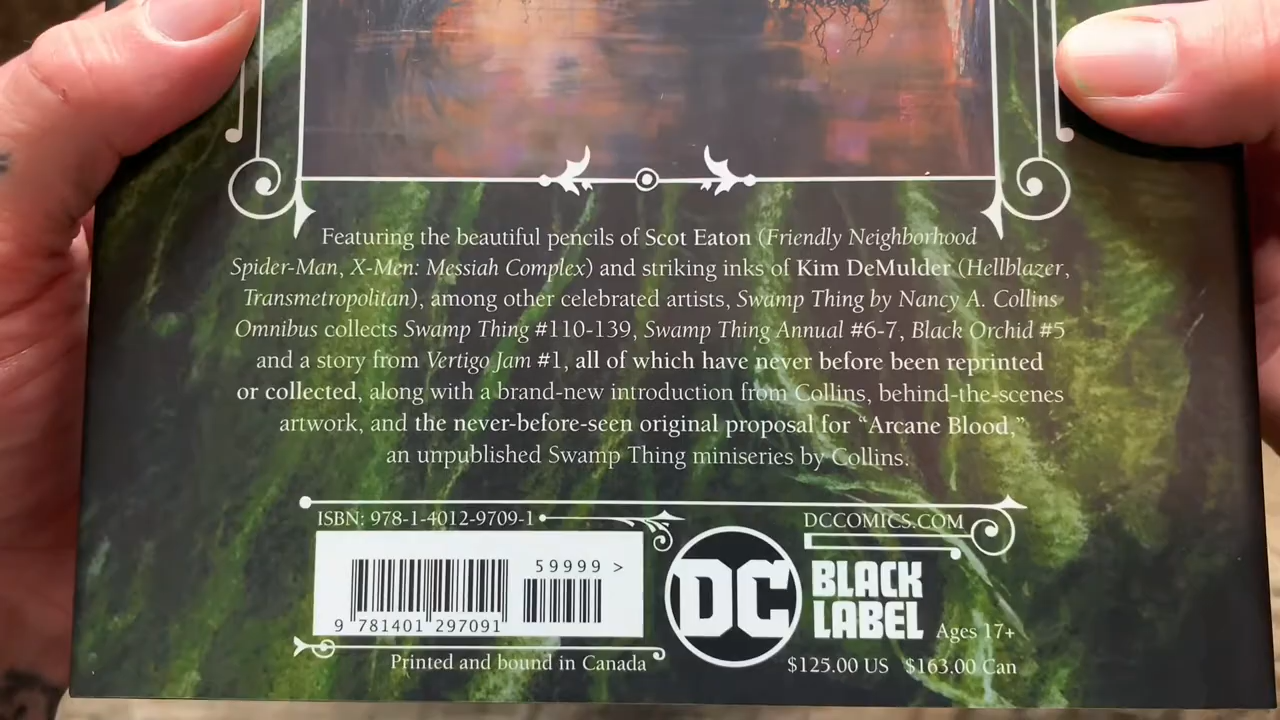 Featuring the beautiful pencils of Scot Eaton (Friendly Neighborhood
Spider-Man, X-Men: Messiah Complex) and striking inks of Kim DeMulder (Hellblazer,
Transmetropolitan), among other celebrated artists, Swamp Thing by Nancy A. Collins
Omnibus collects Swamp Thing #110-139, Swamp Thing Annual #6-7, Black Orchid #5
and a story from Vertigo Jam #1, all of which have never before been reprinted
or collected, along with a brand-new introduction from Collins, behind-the-scenes
artwork, and the never-before-seen original proposal for “Arcane Blood,”
an unpublished Swamp Thing miniseries by Collins.
ISBN: 978-1-4012-9709-1
59999 >
9 781401 297091
Printed and bound in Canada
DCCOMICS.COM
DC
BLACK
LABEL
Ages 17+
$125.00 US $163.00 Can